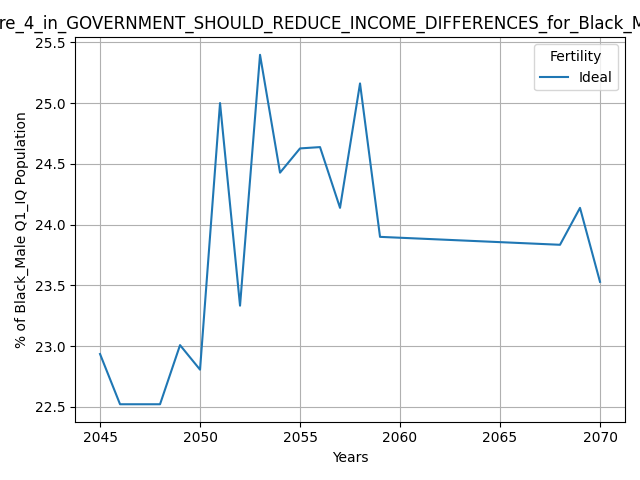 re_4_in_GOVERNMENT_SHOULD_REDUCE_INCOME_DIFFERENCES_for_Black_M
25.5
25.0
24.5
24.0
23.5
23.0
22.5
% of Black_Male Q1_IQ Population
Fertility
Ideal
2045 2050 2055 2060 2065 2070
Years